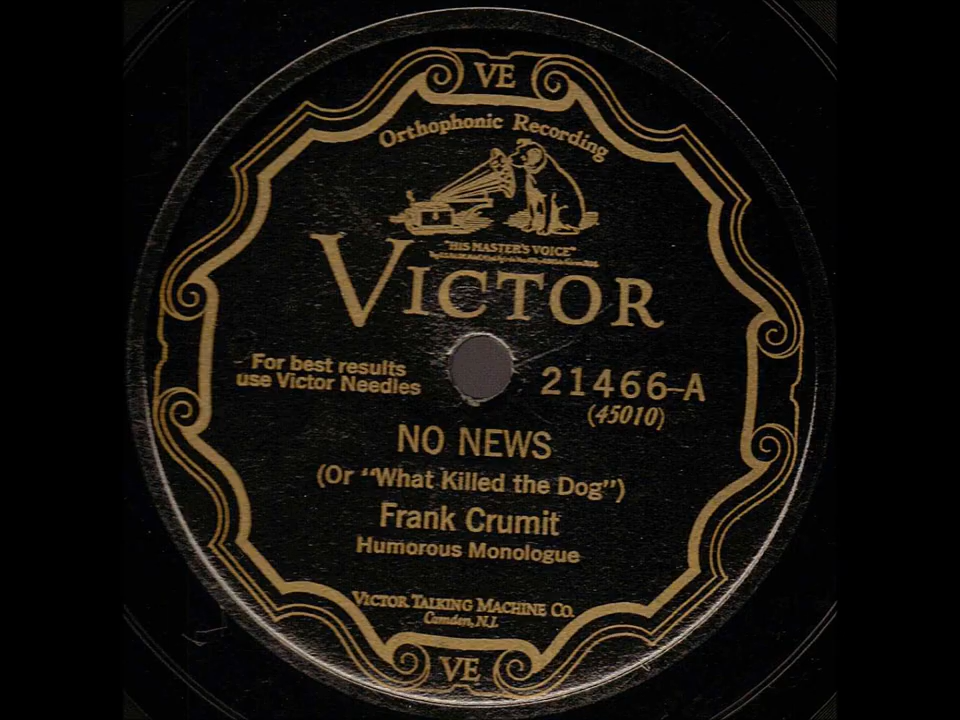 VE
Orthophonic Recording
"HIS MASTER'S VOICE"
VICTOR
For best results
use Victor Needles
21466-A
(45010)
NO NEWS
(Or "What Killed the Dog")
Frank Crumit
Humorous Monologue
VICTOR TALKING MACHINE CO.
Camden, N.J.
VE